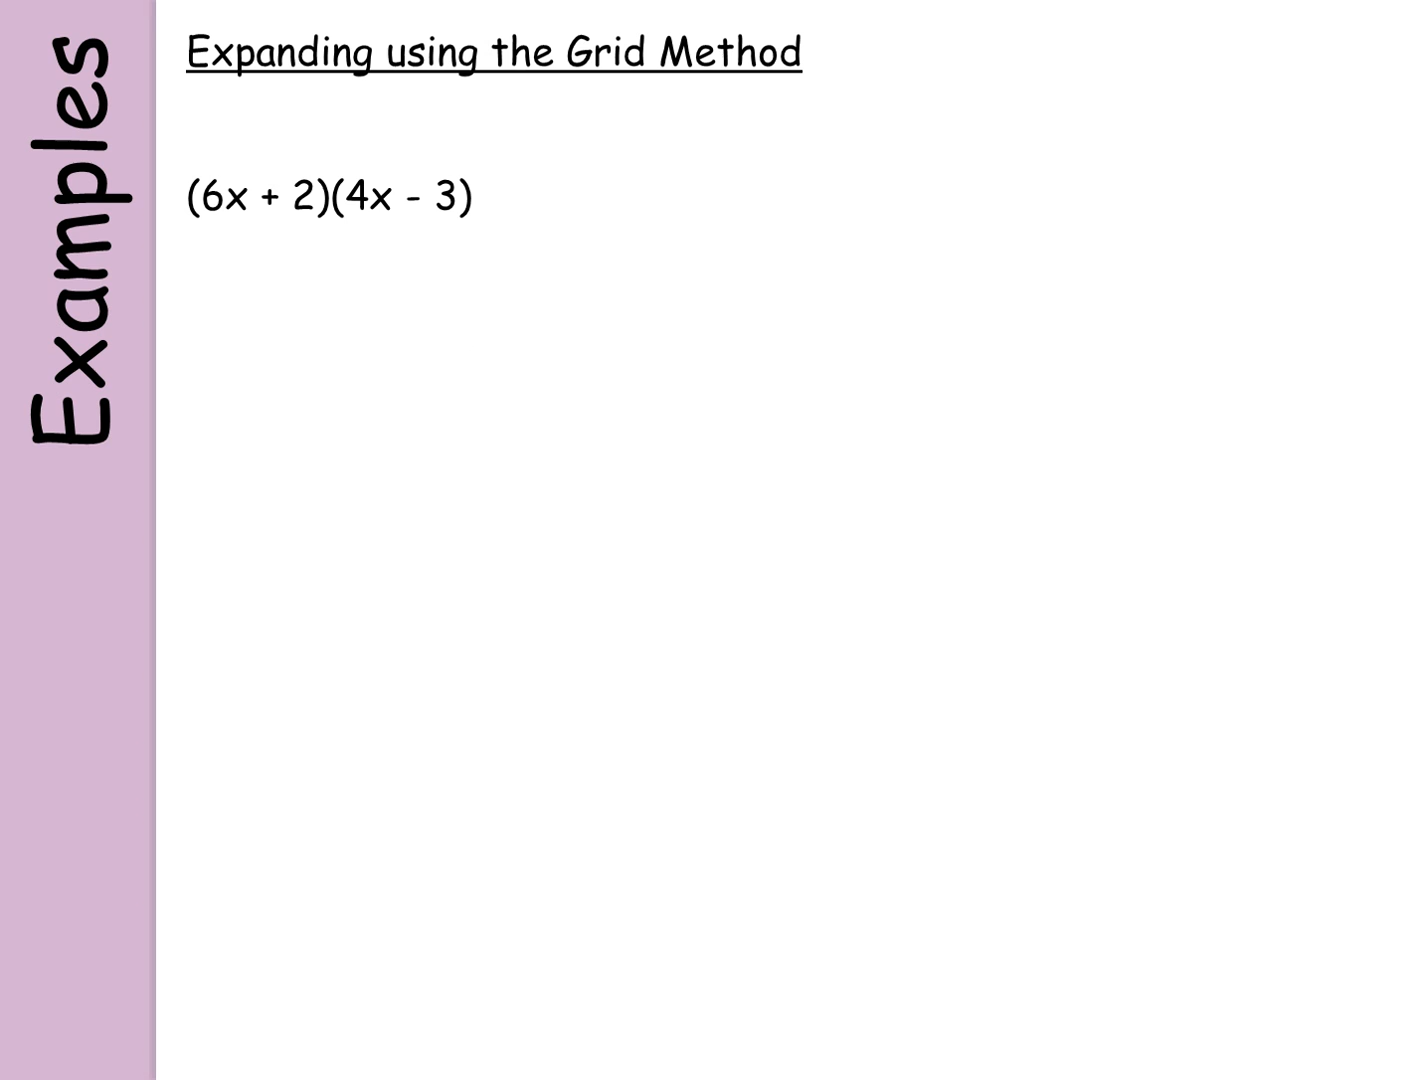 Examples
Expanding using the Grid Method
(6x + 2)(4x - 3)